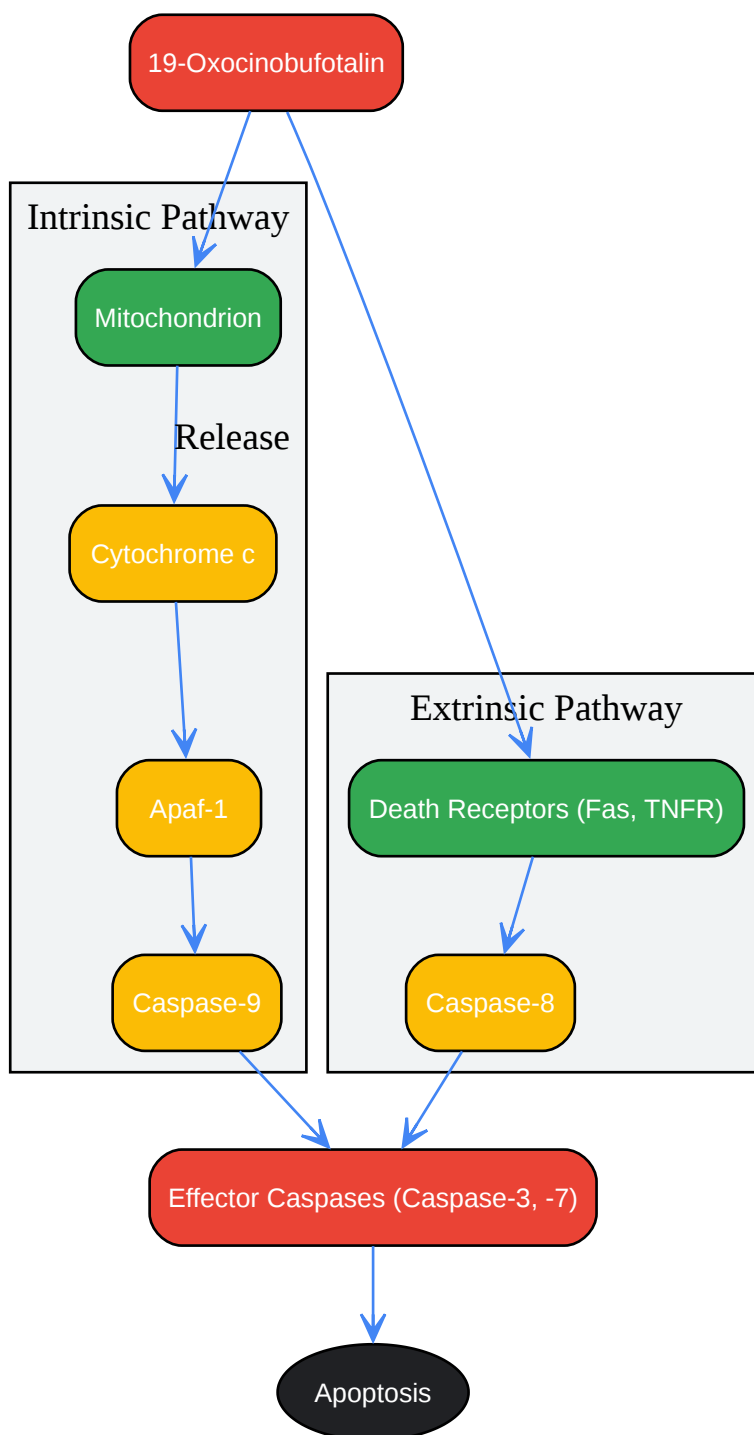 19-Oxocinobufotalin
Intrinsic Pathway
Mitochondrion
Release
Cytochrome c
Extrinsic Pathway
Apaf-1
Death Receptors (Fas, TNFR)
Caspase-9
Caspase-8
Effector Caspases (Caspase-3, -7)
Apoptosis